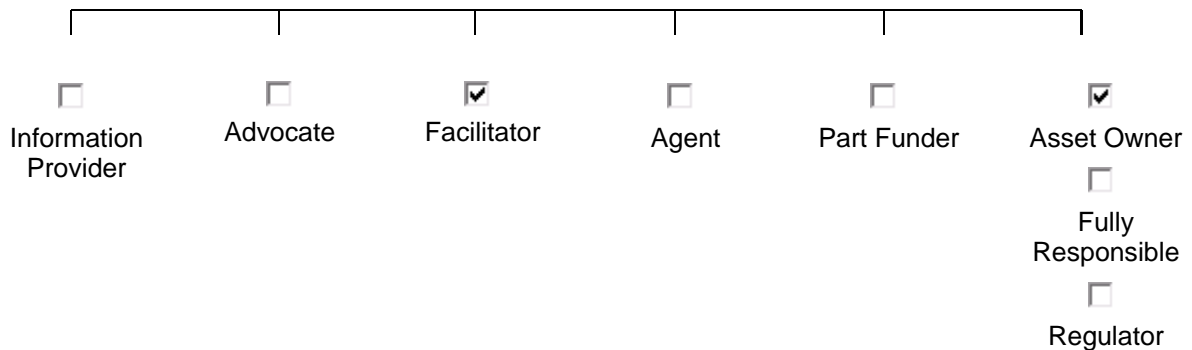 Information
Provider
Advocate
Facilitator
Agent
Part Funder
Asset Owner
Fully
Responsible
Regulator